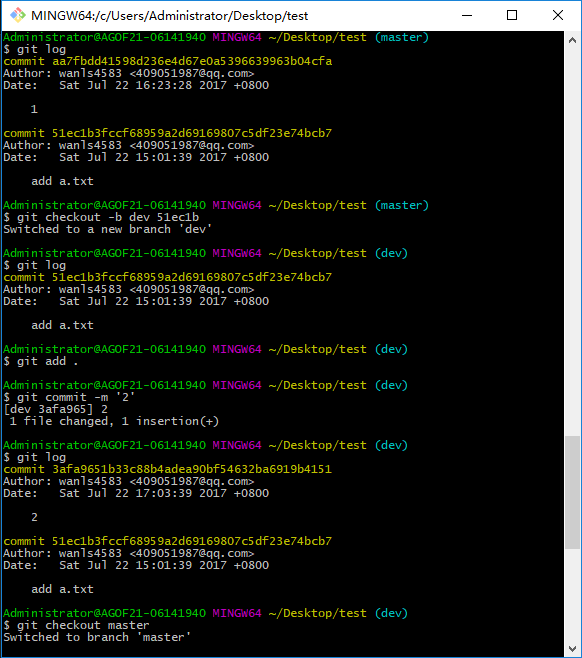 MINGW64:/c/Users/Administrator/Desktop/test
Administrator@AGOF21-06141940 MINGW64 ~/Desktop/test (master)
$ git log
commit aa7fbdd41598d236e4d67e0a5396639963b04cfa
Author: wanls4583 <409051987@qq.com>
Date:   Sat Jul 22 16:23:28 2017 +0800
1
commit 51ec1b3fccf68959a2d69169807c5df23e74bcb7
Author: wanls4583 <409051987@qq.com>
Date:   Sat Jul 22 15:01:39 2017 +0800
add a.txt
Administrator@AGOF21-06141940 MINGW64 ~/Desktop/test (master)
$ git checkout -b dev 51ec1b
Switched to a new branch 'dev'
Administrator@AGOF21-06141940 MINGW64 ~/Desktop/test (dev)
$ git log
commit 51ec1b3fccf68959a2d69169807c5df23e74bcb7
Author: wanls4583 <409051987@qq.com>
Date:   Sat Jul 22 15:01:39 2017 +0800
add a.txt
Administrator@AGOF21-06141940 MINGW64 ~/Desktop/test (dev)
$ git add .
Administrator@AGOF21-06141940 MINGW64 ~/Desktop/test (dev)
$ git commit -m '2'
[dev 3afa965] 2
1 file changed, 1 insertion(+)
Administrator@AGOF21-06141940 MINGW64 ~/Desktop/test (dev)
$ git log
commit 3afa9651b33c88b4adea90bf54632ba6919b4151
Author: wanls4583 <409051987@qq.com>
Date:   Sat Jul 22 17:03:39 2017 +0800
2
commit 51ec1b3fccf68959a2d69169807c5df23e74bcb7
Author: wanls4583 <409051987@qq.com>
Date:   Sat Jul 22 15:01:39 2017 +0800
add a.txt
Administrator@AGOF21-06141940 MINGW64 ~/Desktop/test (dev)
$ git checkout master
Switched to branch 'master'